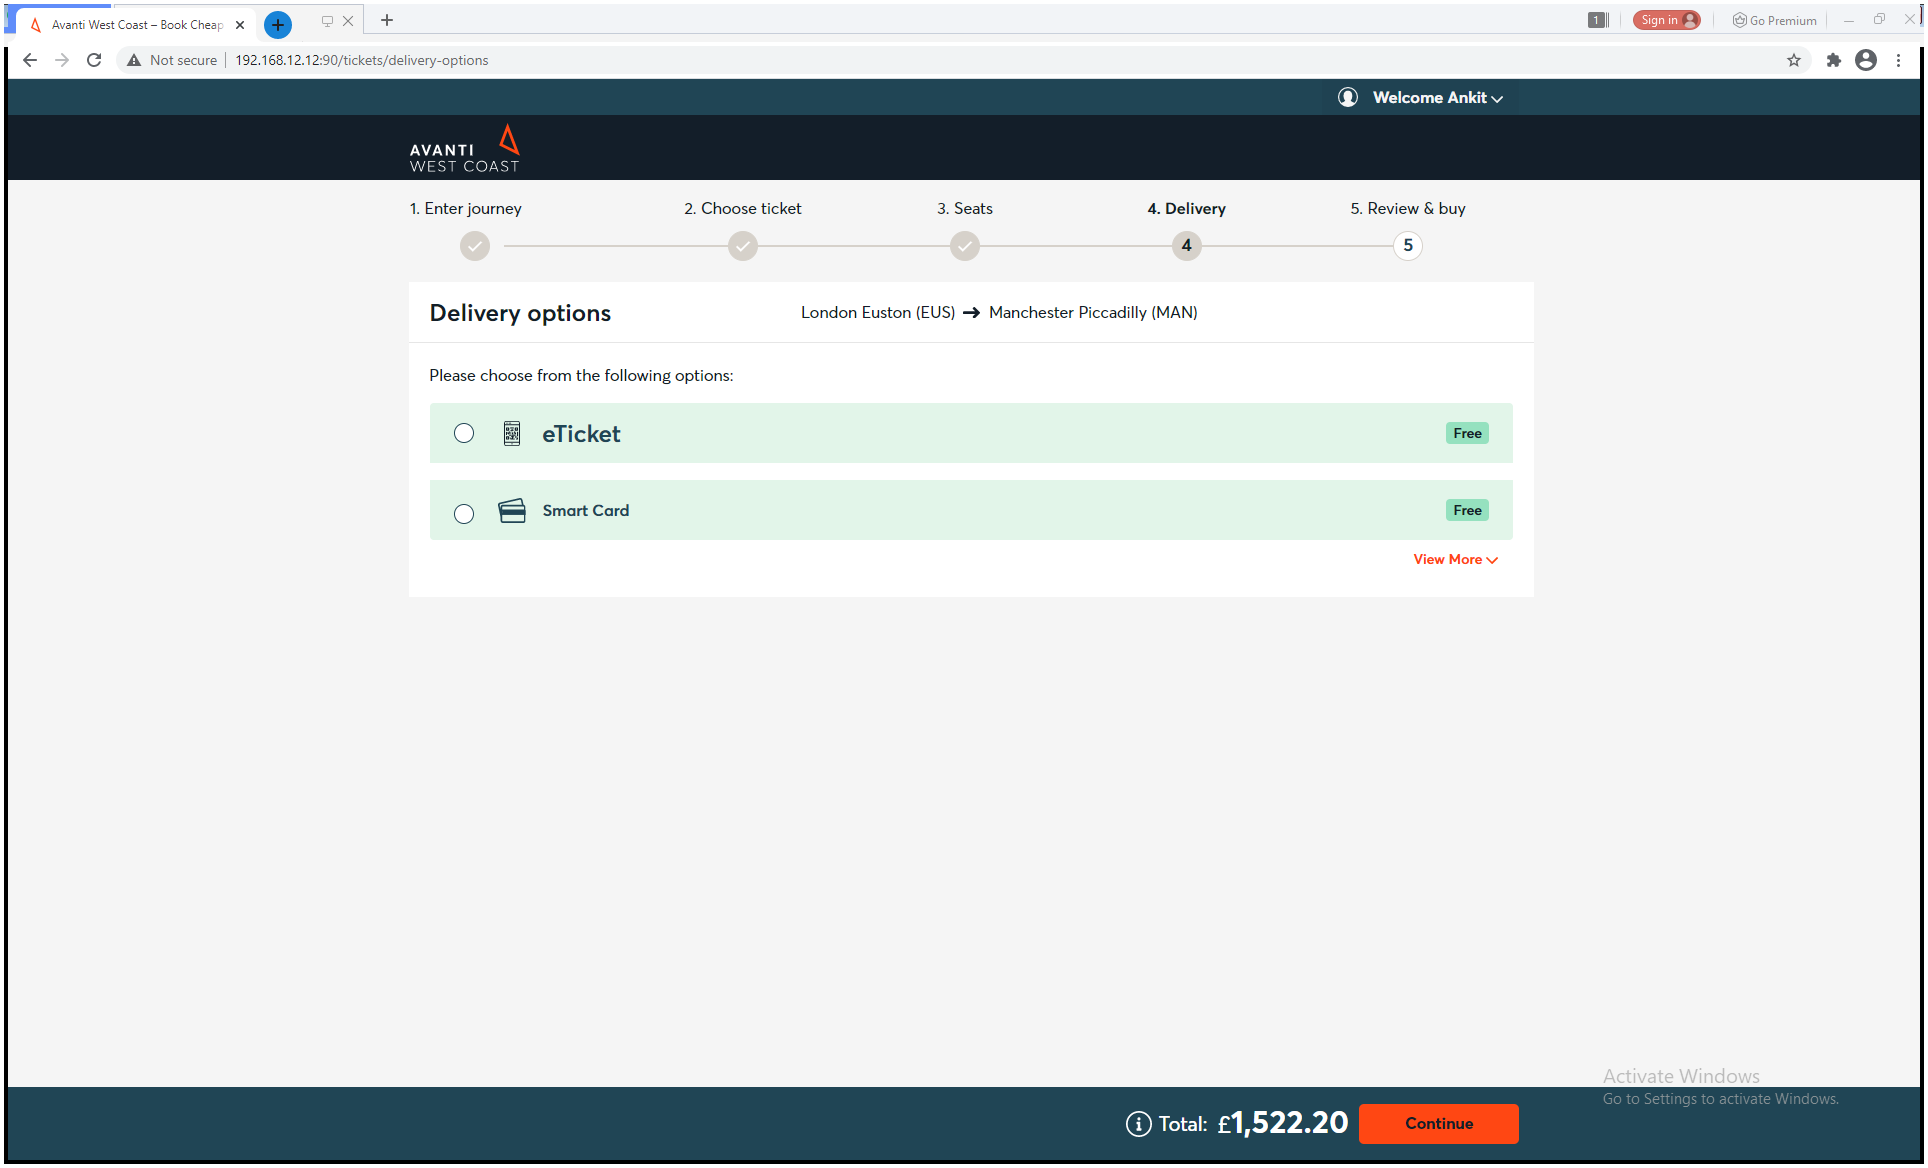 Avanti West Coast – Book Cheap
1
Sign in
Go Premium
Not secure
192.168.12.12:90/tickets/delivery-options
Welcome Ankit
AVANTI
WEST COAST
1. Enter journey
2. Choose ticket
3. Seats
4. Delivery
5. Review & buy
4
5
Delivery options
London Euston (EUS) → Manchester Piccadilly (MAN)
Please choose from the following options:
eTicket
Free
Smart Card
Free
View More
Activate Windows
Go to Settings to activate Windows.
Total: £1,522.20
Continue